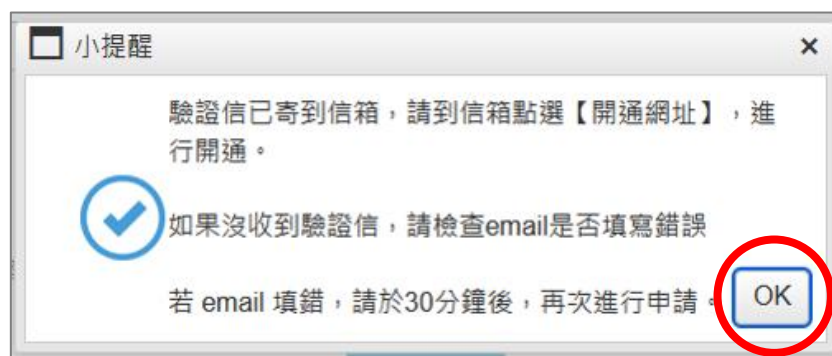 小提醒
驗證信已寄到信箱，請到信箱點選【開通網址】，進
行開通。
如果沒收到驗證信，請檢查email是否填寫錯誤
若 email 填錯，請於30分鐘後，再次進行申請。
OK